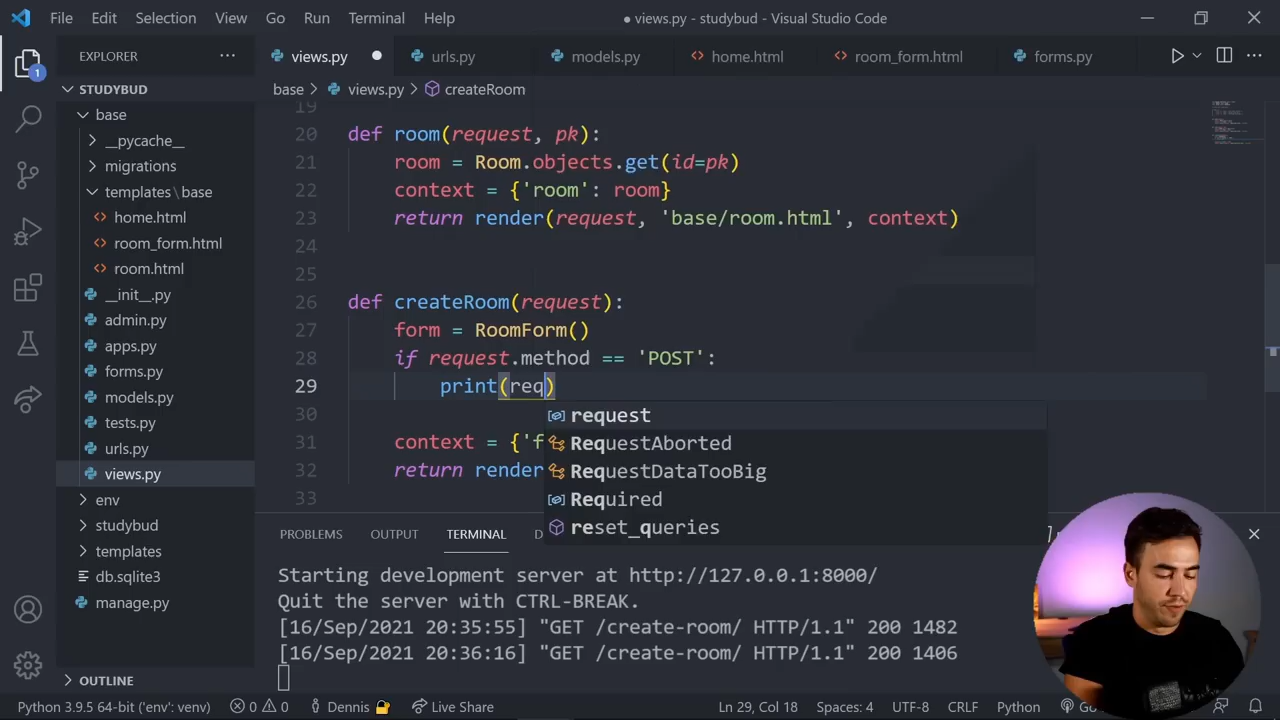 File Edit Selection View Go Run Terminal Help
● views.py - studybud - Visual Studio Code
EXPLORER
views.py
urls.py
models.py
home.html
room_form.html
forms.py
1
STUDYBUD
base
__pycache__
migrations
templates\base
home.html
room_form.html
room.html
__init__.py
admin.py
apps.py
forms.py
models.py
tests.py
urls.py
views.py
env
studybud
templates
db.sqlite3
manage.py
OUTLINE
base > views.py > createRoom
19
20 def room(request, pk):
21 room = Room.objects.get(id=pk)
22 context = {'room': room}
23 return render(request, 'base/room.html', context)
24
25
26 def createRoom(request):
27 form = RoomForm()
28 if request.method == 'POST':
29 print(req)
30
31 context = {'f
32 return render
33
request
RequestAborted
RequestDataTooBig
Required
reset_queries
PROBLEMS OUTPUT TERMINAL D
Starting development server at http://127.0.0.1:8000/
Quit the server with CTRL-BREAK.
[16/Sep/2021 20:35:55] "GET /create-room/ HTTP/1.1" 200 1482
[16/Sep/2021 20:36:16] "GET /create-room/ HTTP/1.1" 200 1406
Python 3.9.5 64-bit ('env': venv) 0 0 Dennis Live Share Ln 29, Col 18 Spaces: 4 UTF-8 CRLF Python Go